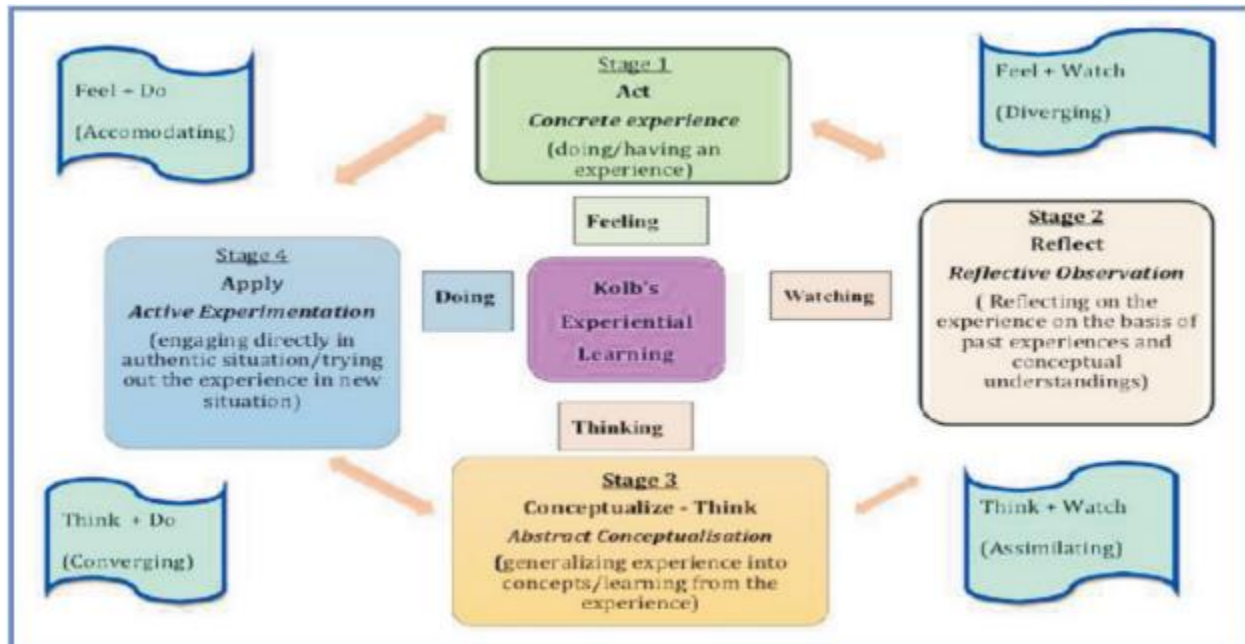 Feel + Do
(Accomodating)
Stage 1
Act
Concrete experience
(doing/having an
experience)
Feel + Watch
(Diverging)
Feeling
Stage 4
Apply
Active Experimentation
(engaging directly in
authentic situation/trying
out the experience in new
situation)
Doing
Kolb's
Experiential
Learning
Watching
Stage 2
Reflect
Reflective Observation
( Reflecting on the
experience on the basis of
past experiences and
conceptual
understandings)
Thinking
Think + Do
(Converging)
Stage 3
Conceptualize - Think
Abstract Conceptualisation
(generalizing experience into
concepts/learning from the
experience)
Think + Watch
(Assimilating)